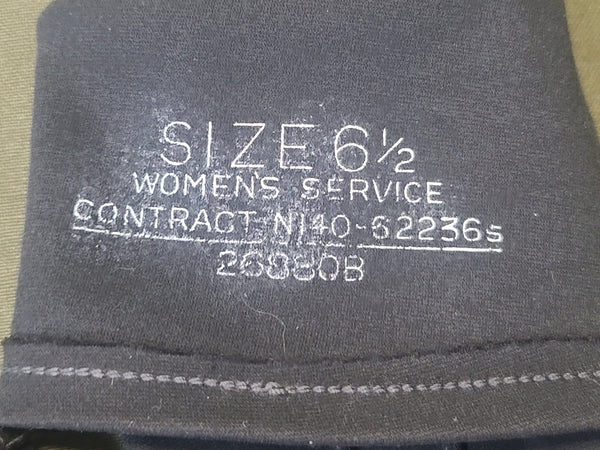 SIZE 6½
WOMEN'S SERVICE
CONTRACT-N140-62236s
26880B